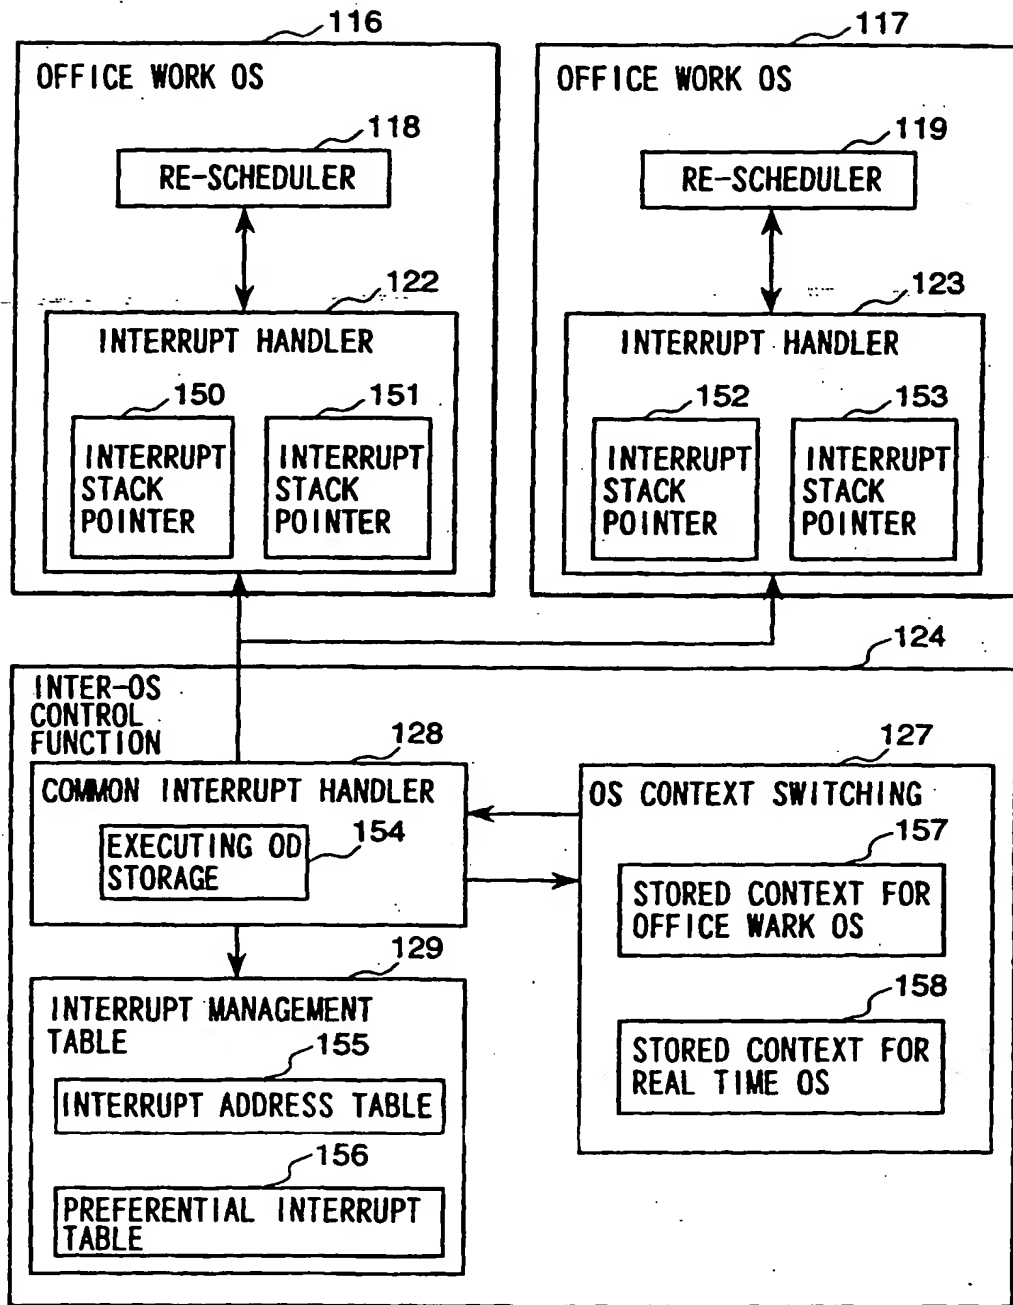 116
OFFICE WORK OS
118
RE-SCHEDULER
122
INTERRUPT HANDLER
150
INTERRUPT
STACK
POINTER
151
INTERRUPT
STACK
POINTER
117
OFFICE WORK OS
119
RE-SCHEDULER
123
INTERRUPT HANDLER
152
INTERRUPT
STACK
POINTER
153
INTERRUPT
STACK
POINTER
124
INTER-OS
CONTROL
FUNCTION
128
COMMON INTERRUPT HANDLER
154
EXECUTING OD
STORAGE
129
INTERRUPT MANAGEMENT
TABLE
155
INTERRUPT ADDRESS TABLE
156
PREFERENTIAL INTERRUPT
TABLE
127
OS CONTEXT SWITCHING
157
STORED CONTEXT FOR
OFFICE WARK OS
158
STORED CONTEXT FOR
REAL TIME OS